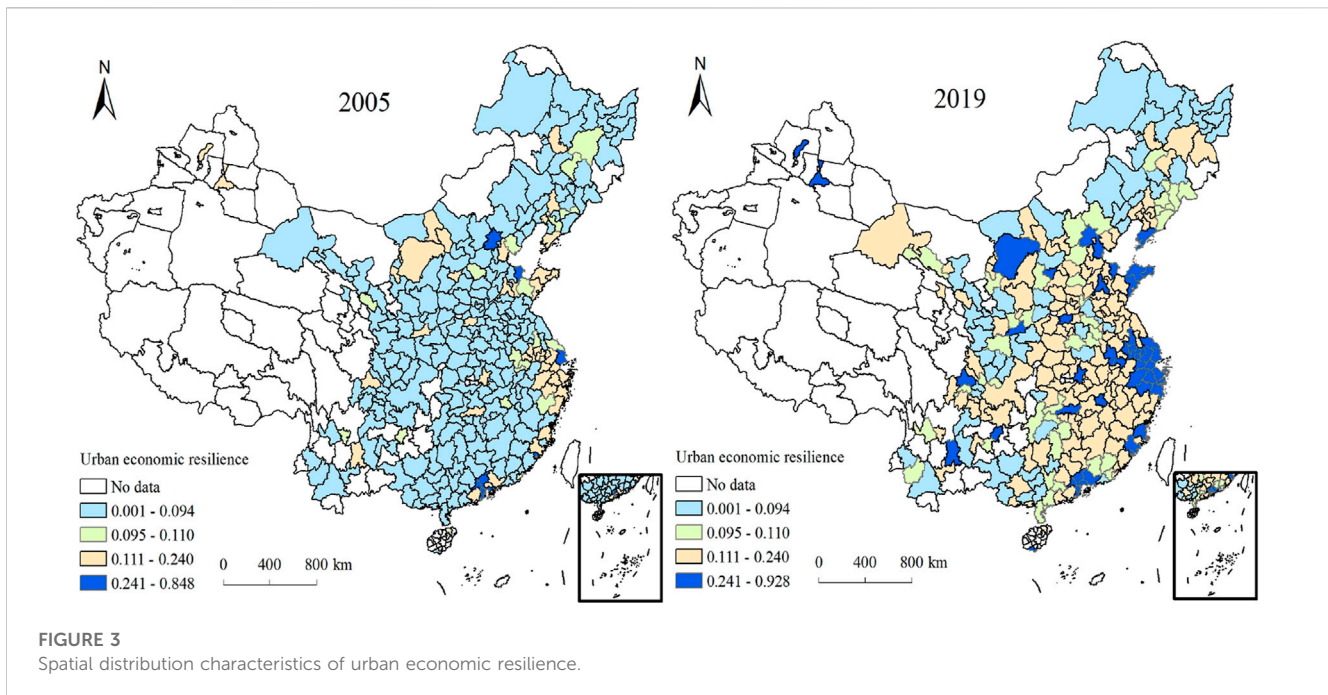 N
2005
Urban economic resilience
No data
0.001 - 0.094
0.095 - 0.110
0.111 - 0.240
0.241 - 0.848
0 400 800 km
N
2019
Urban economic resilience
No data
0.001 - 0.094
0.095 - 0.110
0.111 - 0.240
0.241 - 0.928
0 400 800 km
FIGURE 3
Spatial distribution characteristics of urban economic resilience.